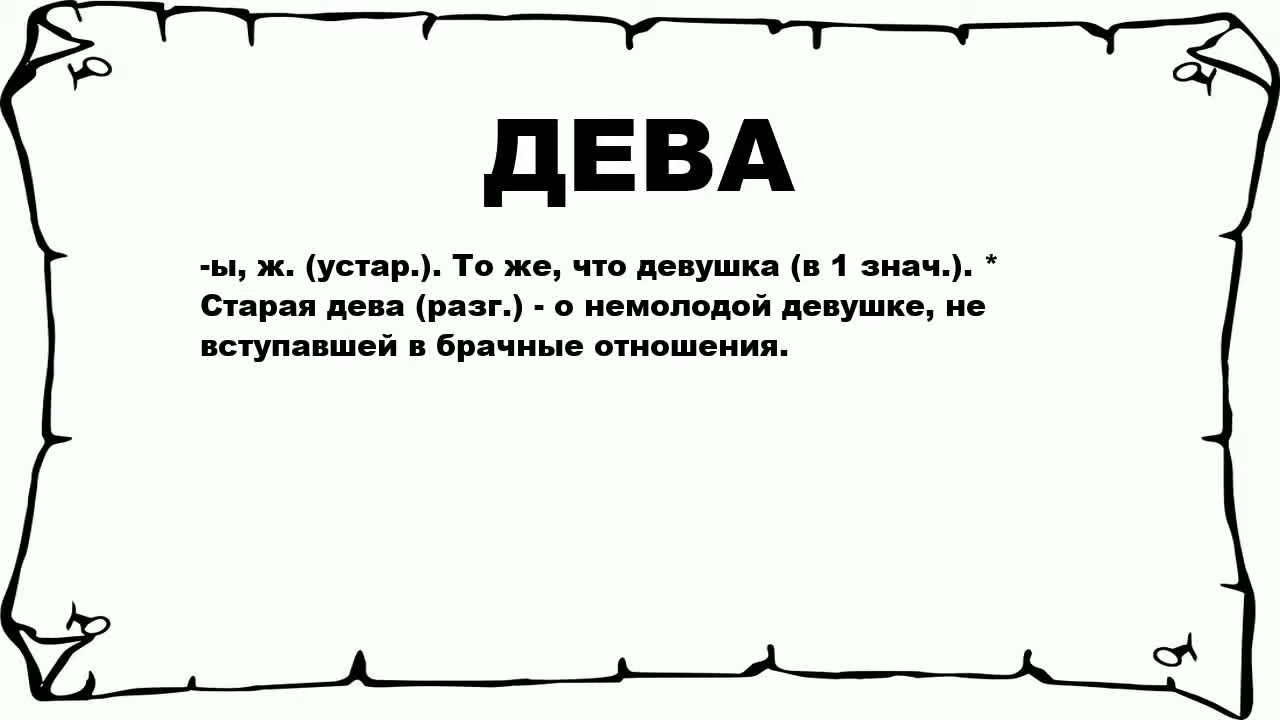 ДЕВА
-ы, ж. (устар.). То же, что девушка (в 1 знач.). *
Старая дева (разг.) - о немолодой девушке, не
вступавшей в брачные отношения.